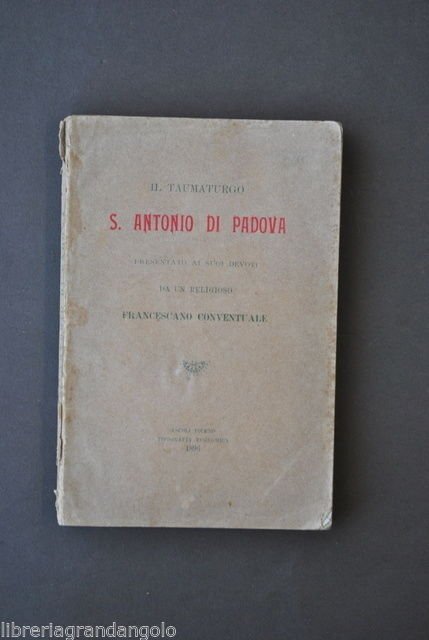 IL TAUMATURGO
S. ANTONIO DI PADOVA
PRESENTATO AI SUOI DEVOTI
DA UN RELIGIOSO
FRANCESCANO CONVENTUALE
ASCOLI PICENO
TIPOGRAFIA ECONOMICA
1896
libreriagrandangolo